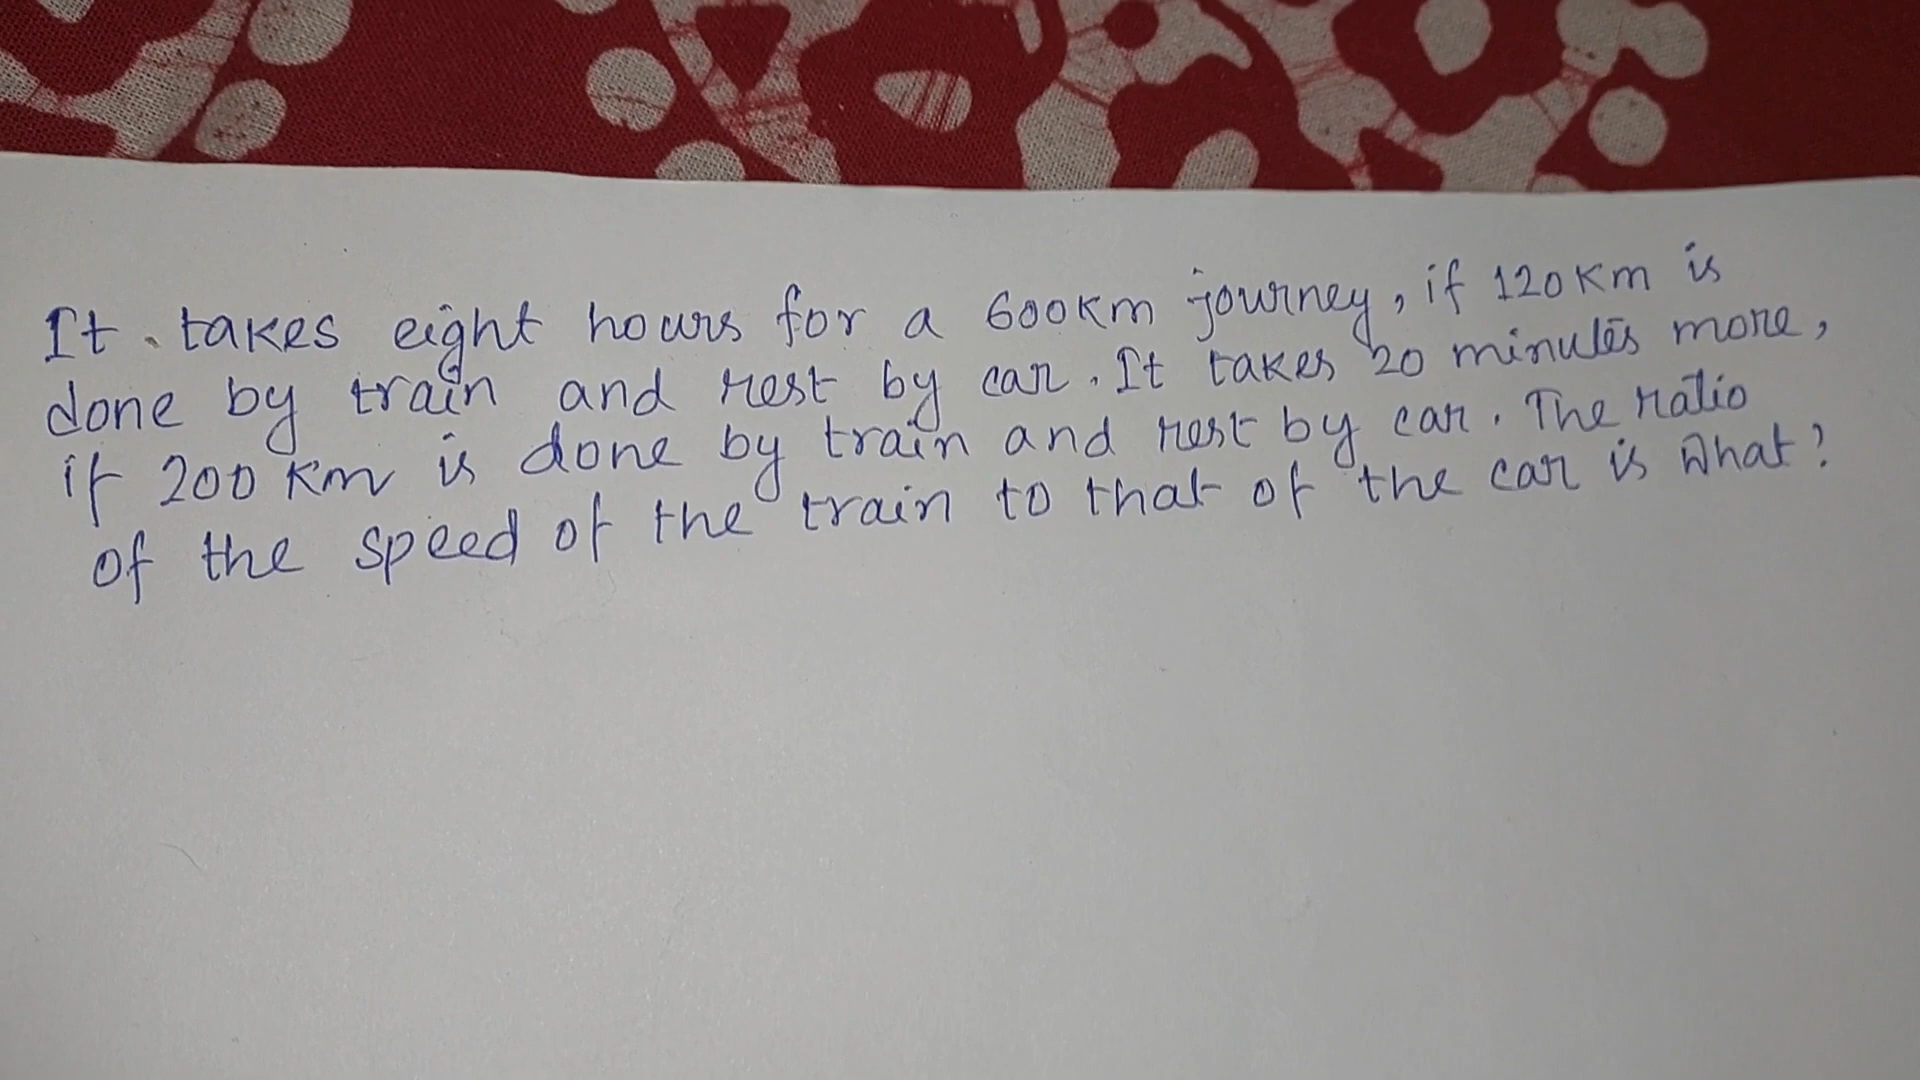 It takes eight hours for a 600km journey, if 120km is
done by train and rest by car. It takes 20 minutes more,
if 200 km is done by train and rest by car. The ratio
of the speed of the train to that of the car is What?